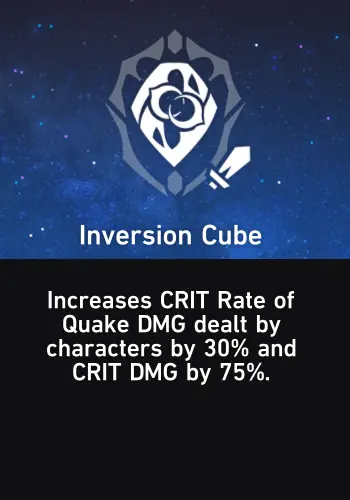 Inversion Cube
Increases CRIT Rate of
Quake DMG dealt by
characters by 30% and
CRIT DMG by 75%.